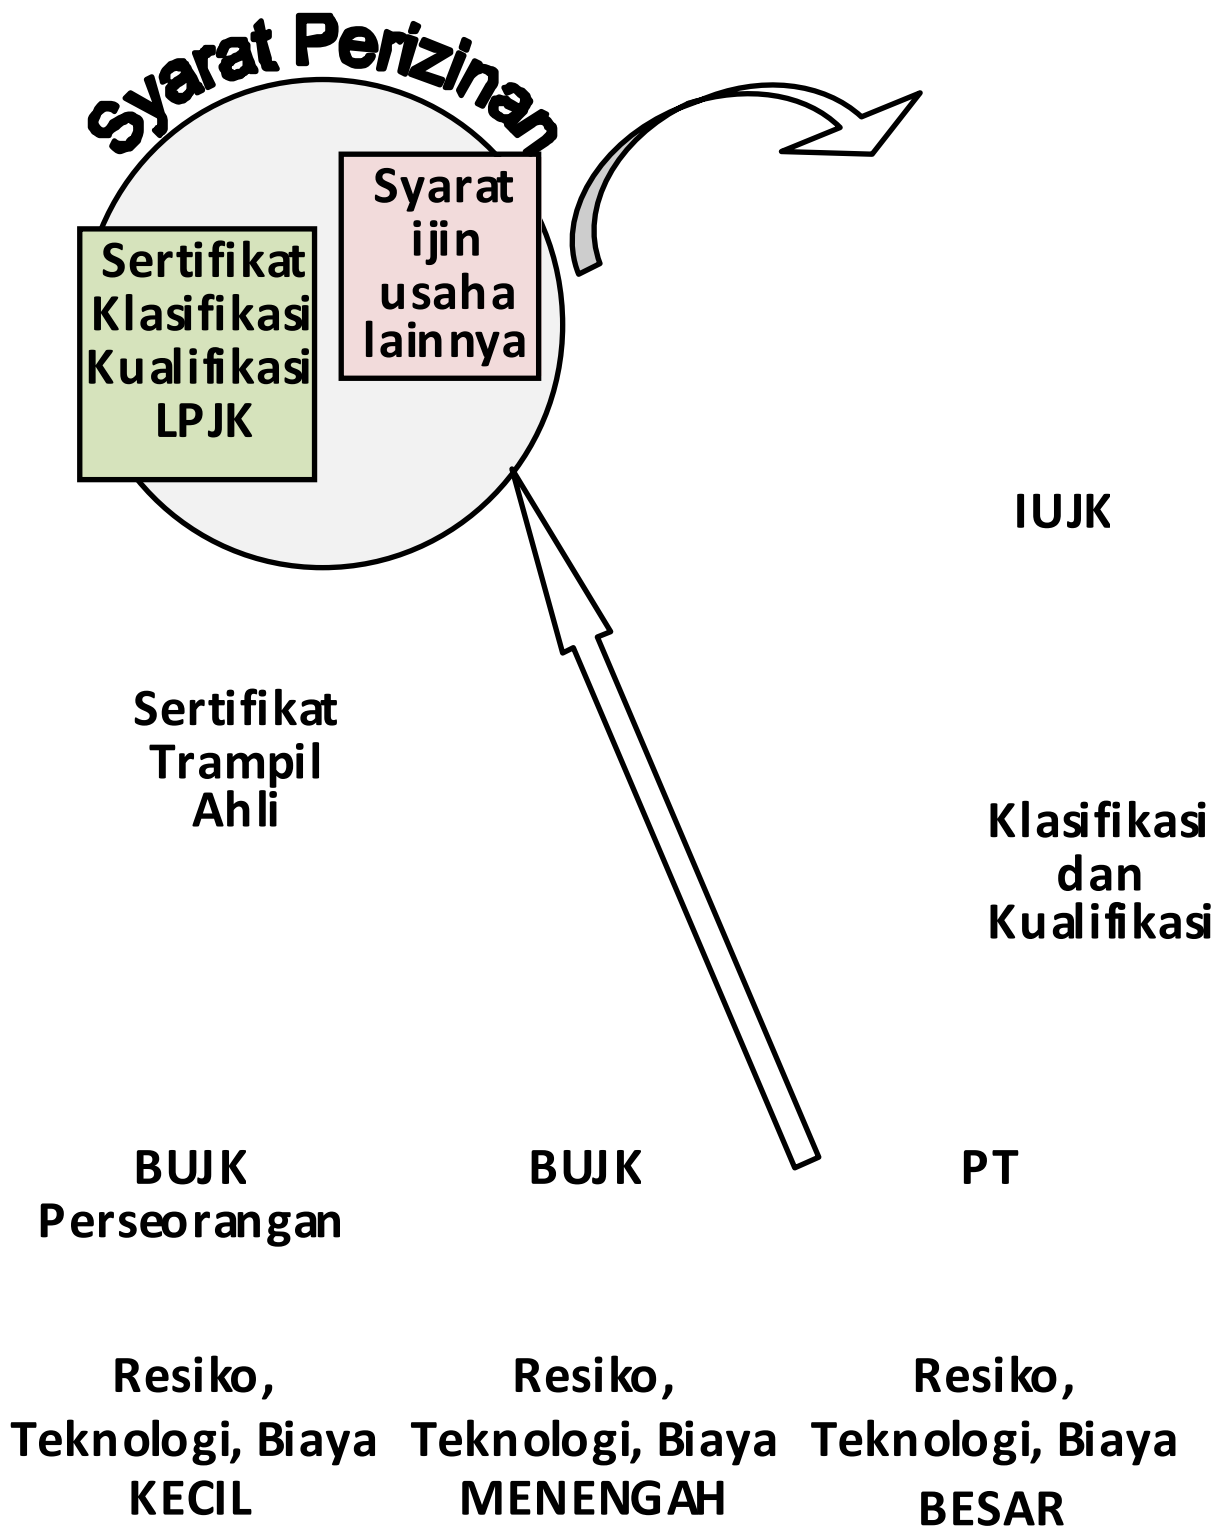 Syarat Perizinan
Syarat
ijin
usaha
lainnya
Sertifikat
Klasifikasi
Kualifikasi
LPJK
IUJK
Sertifikat
Trampil
Ahli
Klasifikasi
dan
Kualifikasi
BUJK
Perseorangan
BUJK
PT
Resiko,
Teknologi, Biaya
KECIL
Resiko,
Teknologi, Biaya
MENENGAH
Resiko,
Teknologi, Biaya
BESAR